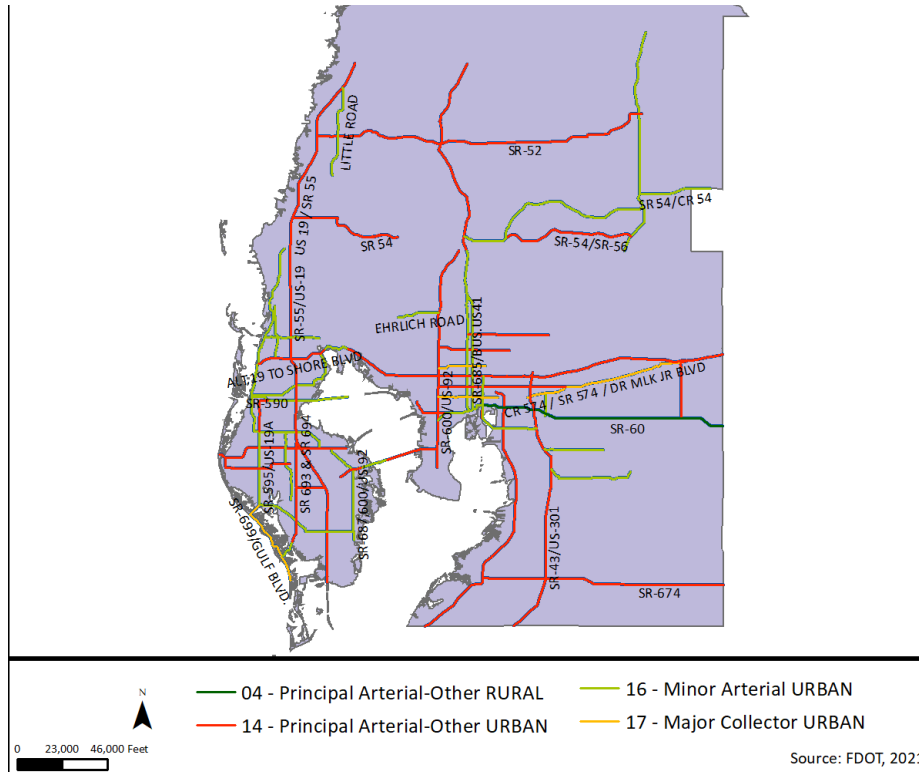 LITTLE ROAD
SR-52
SR 54/CR 54
US 19 / SR 55
SR 54
SR-54/SR-56
SR-55/US-19
EHRLICH ROAD
SR-685/BUS.US41
ALT.19 TO SHORE BLVD
CR 574 / SR 574 / DR MLK JR BLVD
SR-590
SR-600/US-92
SR-60
SR-595/US-19A
SR 693 & SR 694
SR-687,600/US-92
SR-699/GULF BLVD.
SR-43/US-301
SR-674
N
04 - Principal Arterial-Other RURAL
16 - Minor Arterial URBAN
14 - Principal Arterial-Other URBAN
17 - Major Collector URBAN
0 23,000 46,000 Feet
Source: FDOT, 2021